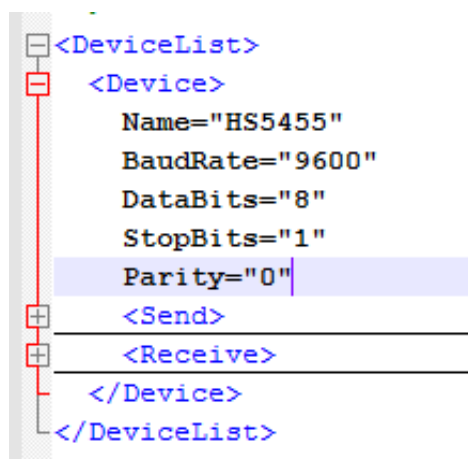 <DeviceList>
<Device>
Name="HS5455"
BaudRate="9600"
DataBits="8"
StopBits="1"
Parity="0"
<Send>
<Receive>
</Device>
</DeviceList>